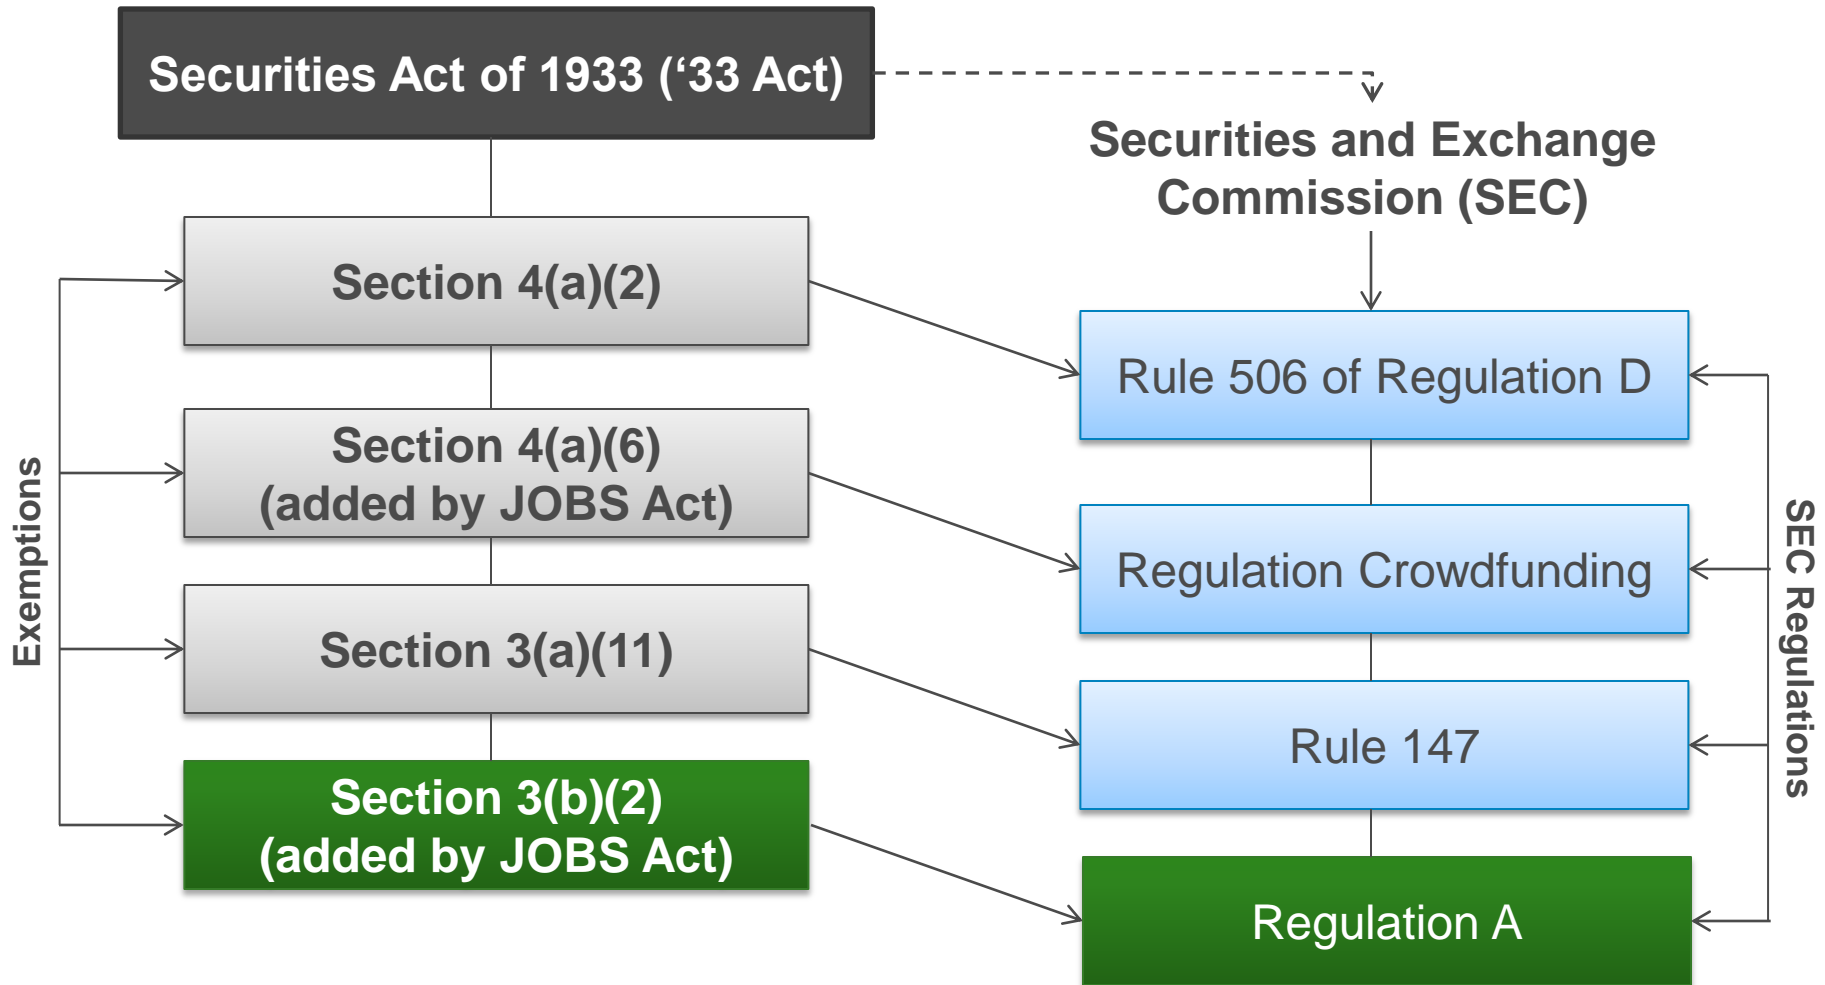 Securities Act of 1933 (‘33 Act)
Securities and Exchange
Commission (SEC)
Exemptions
Section 4(a)(2)
Section 4(a)(6)
(added by JOBS Act)
Section 3(a)(11)
Section 3(b)(2)
(added by JOBS Act)
Rule 506 of Regulation D
Regulation Crowdfunding
Rule 147
Regulation A
SEC Regulations